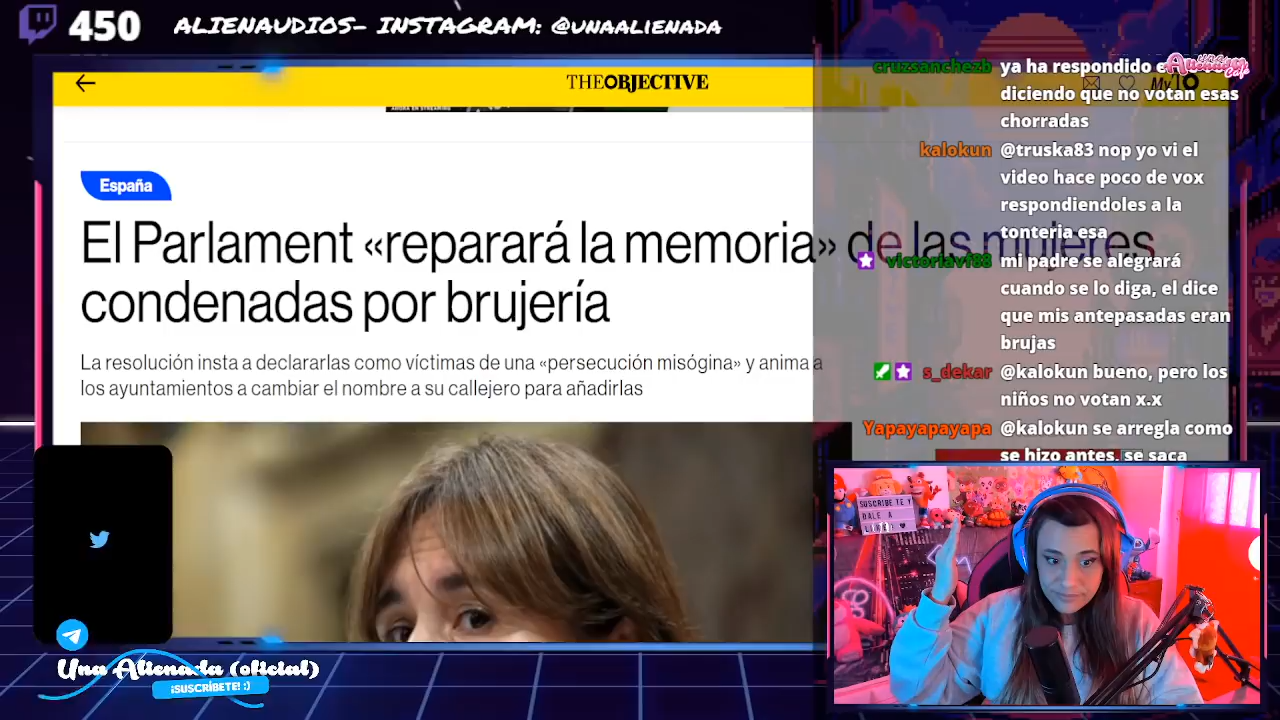 450
ALIENAUDIOS- INSTAGRAM: @UNAALIENADA
THEOBJECTIVE
España
El Parlament «reparará la memoria» de las mujeres
condenadas por brujería
La resolución insta a declararlas como víctimas de una «persecución misógina» y anima a
los ayuntamientos a cambiar el nombre a su callejero para añadirlas
cruzsanchezb ya ha respondido
diciendo que no votan esas
chorradas
kalokun @truska83 nop yo vi el
video hace poco de vox
respondiendoles a la
tonteria esa
victoriavf88 mi padre se alegrará
cuando se lo diga, el dice
que mis antepasadas eran
brujas
s_dekar @kalokun bueno, pero los
niños no votan x.x
Yapayapayapa @kalokun se arregla como
se hizo antes, se saca
SUSCRIBETE Y
DALE A
LIKE!
Una Alienada (oficial)
¡SUSCRÍBETE! :)